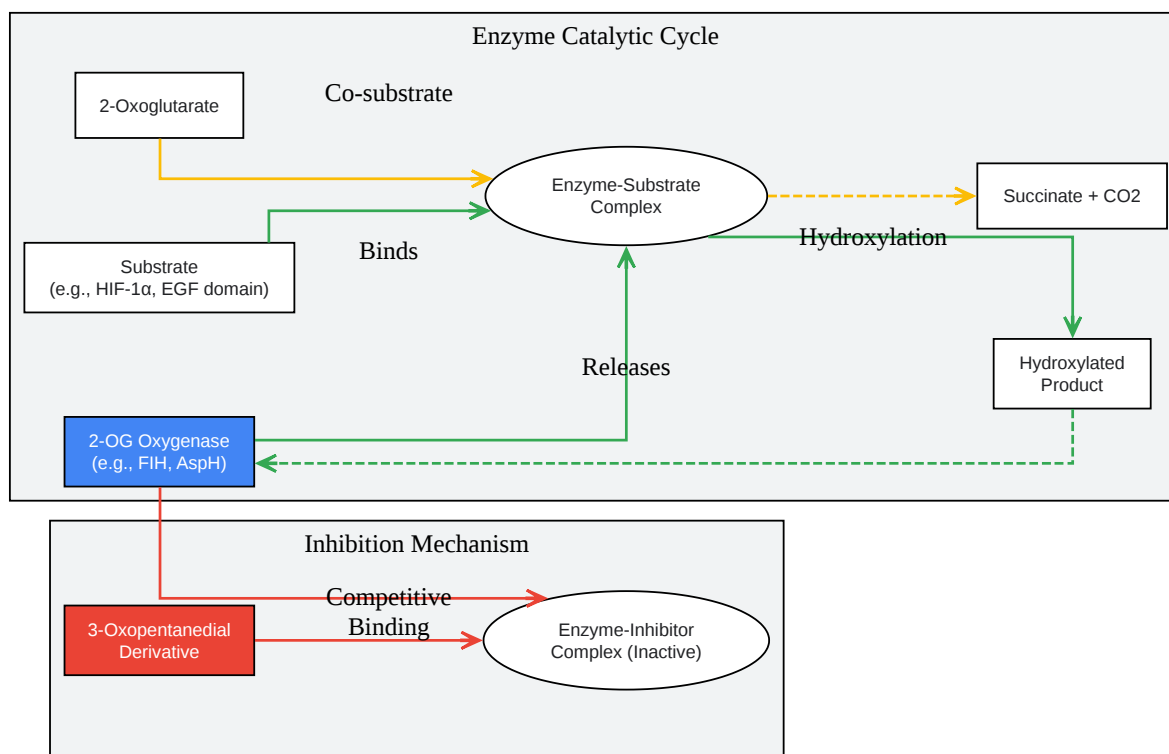 Enzyme Catalytic Cycle
2-Oxoglutarate
Co-substrate
Enzyme-Substrate
Complex
Succinate + CO2
Substrate
(e.g., HIF-1α, EGF domain)
Binds
Hydroxylation
Releases
Hydroxylated
Product
2-OG Oxygenase
(e.g., FIH, AspH)
Inhibition Mechanism
Competitive
Binding
3-Oxopentanedial
Derivative
Enzyme-Inhibitor
Complex (Inactive)